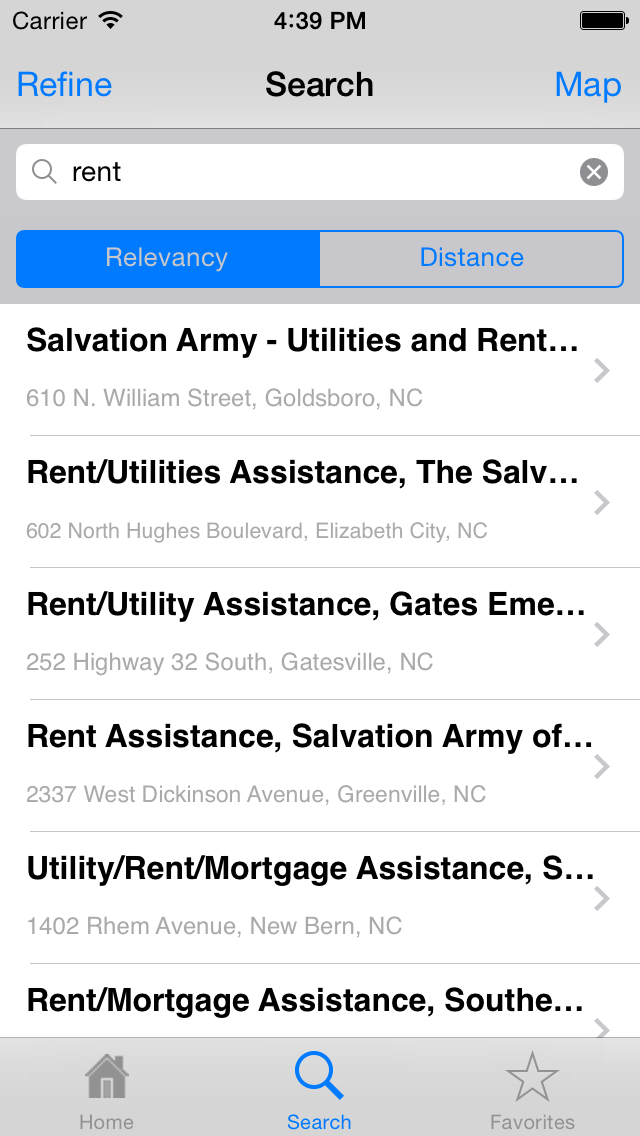 Carrier 4:39 PM
Refine Search Map
rent
Relevancy Distance
Salvation Army - Utilities and Rent...
610 N. William Street, Goldsboro, NC
Rent/Utilities Assistance, The Salv...
602 North Hughes Boulevard, Elizabeth City, NC
Rent/Utility Assistance, Gates Eme...
252 Highway 32 South, Gatesville, NC
Rent Assistance, Salvation Army of...
2337 West Dickinson Avenue, Greenville, NC
Utility/Rent/Mortgage Assistance, S...
1402 Rhem Avenue, New Bern, NC
Rent/Mortgage Assistance, Southe...
Home Search Favorites